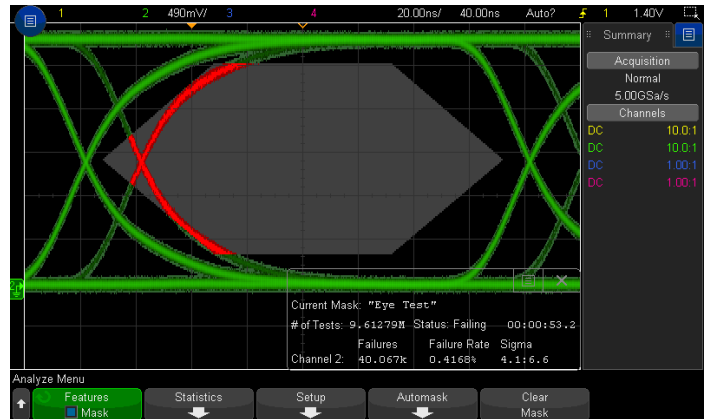 1 2 490mV/ 3 4 20.00ns/ 40.00ns Auto? 1 1.40V
Summary
Acquisition
Normal
5.00GSa/s
Channels
DC 10.0:1
DC 10.0:1
DC 1.00:1
DC 1.00:1
2
Current Mask: "Eye Test"
# of Tests: 9.61279M Status: Failing 00:00:53.2
Failures Failure Rate Sigma
Channel 2: 40.067k 0.4168% 4.1:6.6
Analyze Menu
Features Statistics Setup Automask Clear
Mask Mask